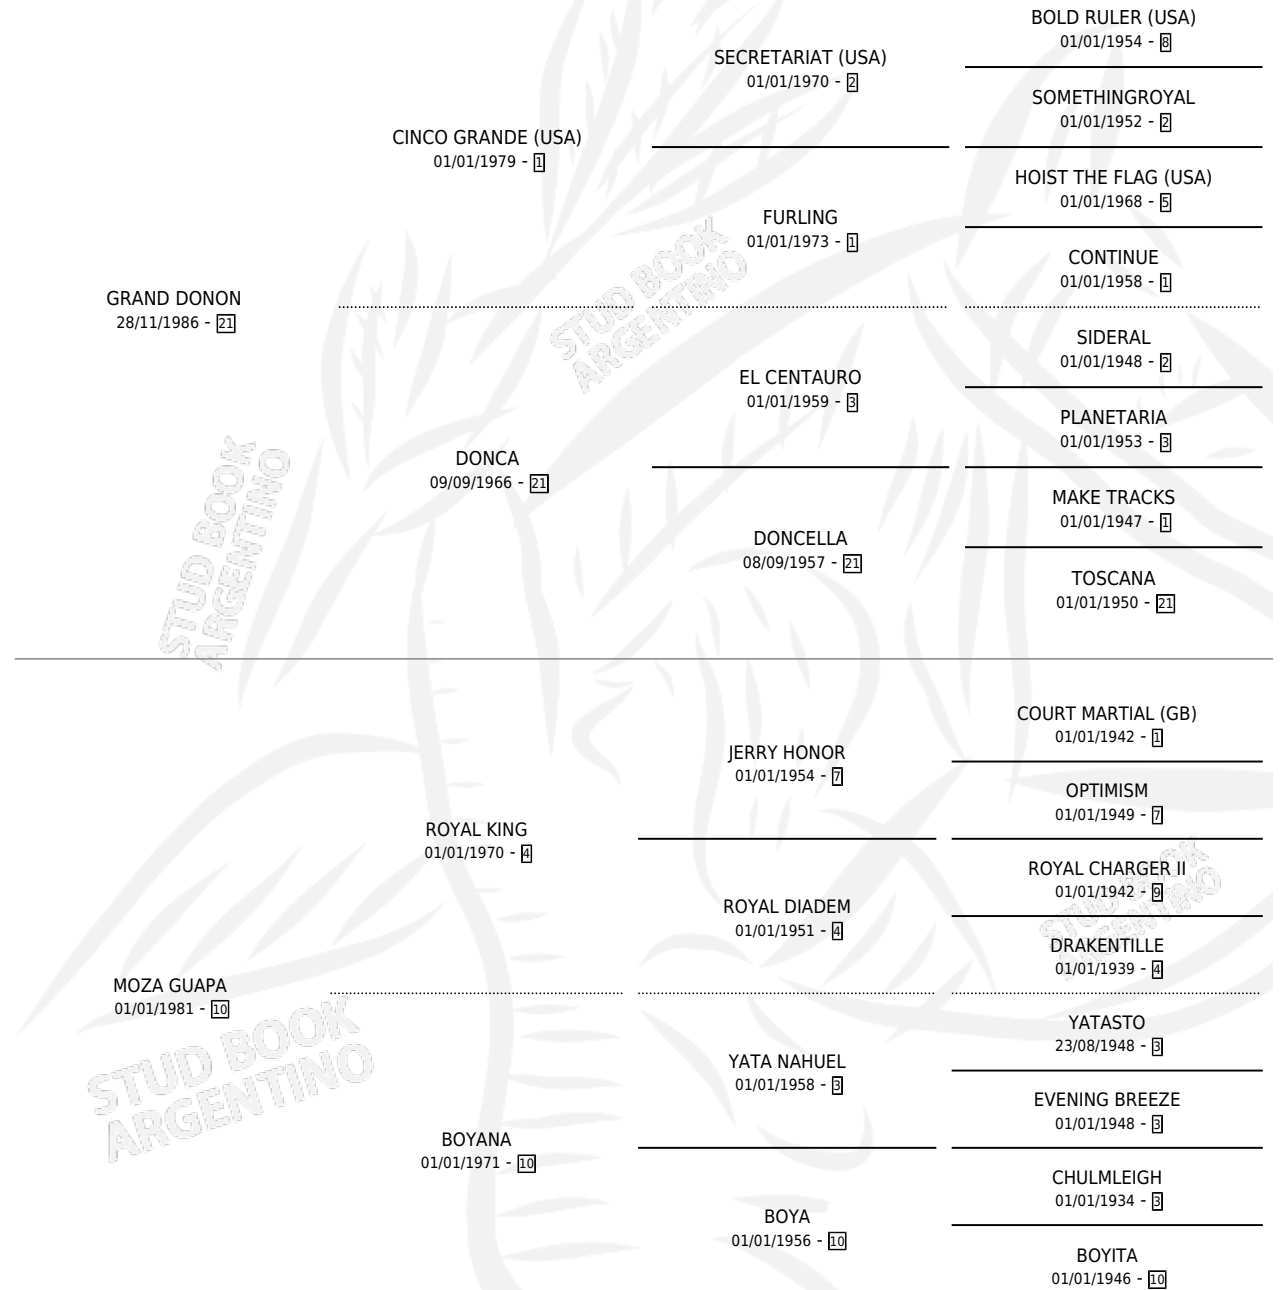 BOLD RULER (USA)
01/01/1954 - 8
SECRETARIAT (USA)
01/01/1970 - 2
SOMETHINGROYAL
01/01/1952 - 2
CINCO GRANDE (USA)
01/01/1979 - 1
HOIST THE FLAG (USA)
01/01/1968 - 5
FURLING
01/01/1973 - 1
CONTINUE
01/01/1958 - 1
GRAND DONON
28/11/1986 - 21
STUD BOOK
ARGENTINO
SIDERAL
01/01/1948 - 2
EL CENTAURO
01/01/1959 - 3
PLANETARIA
01/01/1953 - 3
DONCA
09/09/1966 - 21
MAKE TRACKS
01/01/1947 - 1
DONCELLA
08/09/1957 - 21
TOSCANA
01/01/1950 - 21
STUD BOOK
ARGENTINO
COURT MARTIAL (GB)
01/01/1942 - 1
JERRY HONOR
01/01/1954 - 7
OPTIMISM
01/01/1949 - 7
ROYAL KING
01/01/1970 - 4
ROYAL CHARGER II
01/01/1942 - 9
ROYAL DIADEM
01/01/1951 - 4
DRAKENTILLE
01/01/1939 - 4
STUD BOOK
ARGENTINO
MOZA GUAPA
01/01/1981 - 10
YATASTO
23/08/1948 - 3
YATA NAHUEL
01/01/1958 - 3
EVENING BREEZE
01/01/1948 - 3
STUD BOOK
ARGENTINO
BOYANA
01/01/1971 - 10
CHULMLEIGH
01/01/1934 - 3
BOYA
01/01/1956 - 10
BOYITA
01/01/1946 - 10